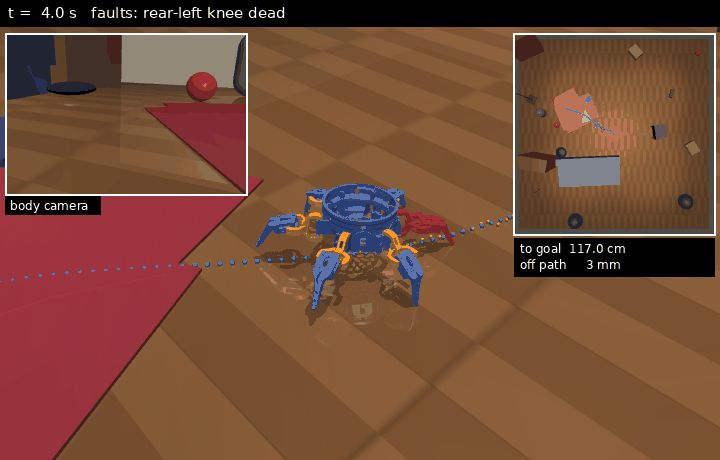 t =  4.0 s   faults: rear-left knee dead
body camera
to goal  117.0 cm
off path     3 mm